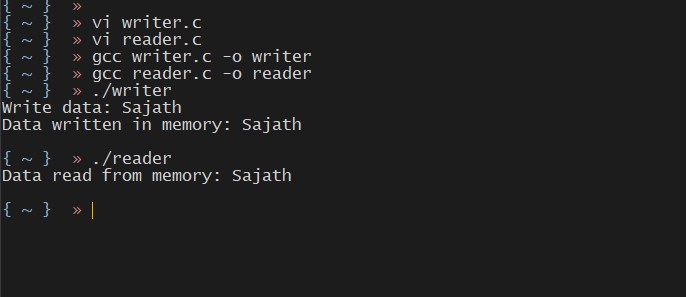 { ~ } »
{ ~ } » vi writer.c
{ ~ } » vi reader.c
{ ~ } » gcc writer.c -o writer
{ ~ } » gcc reader.c -o reader
{ ~ } » ./writer
Write data: Sajath
Data written in memory: Sajath
{ ~ } » ./reader
Data read from memory: Sajath
{ ~ } »